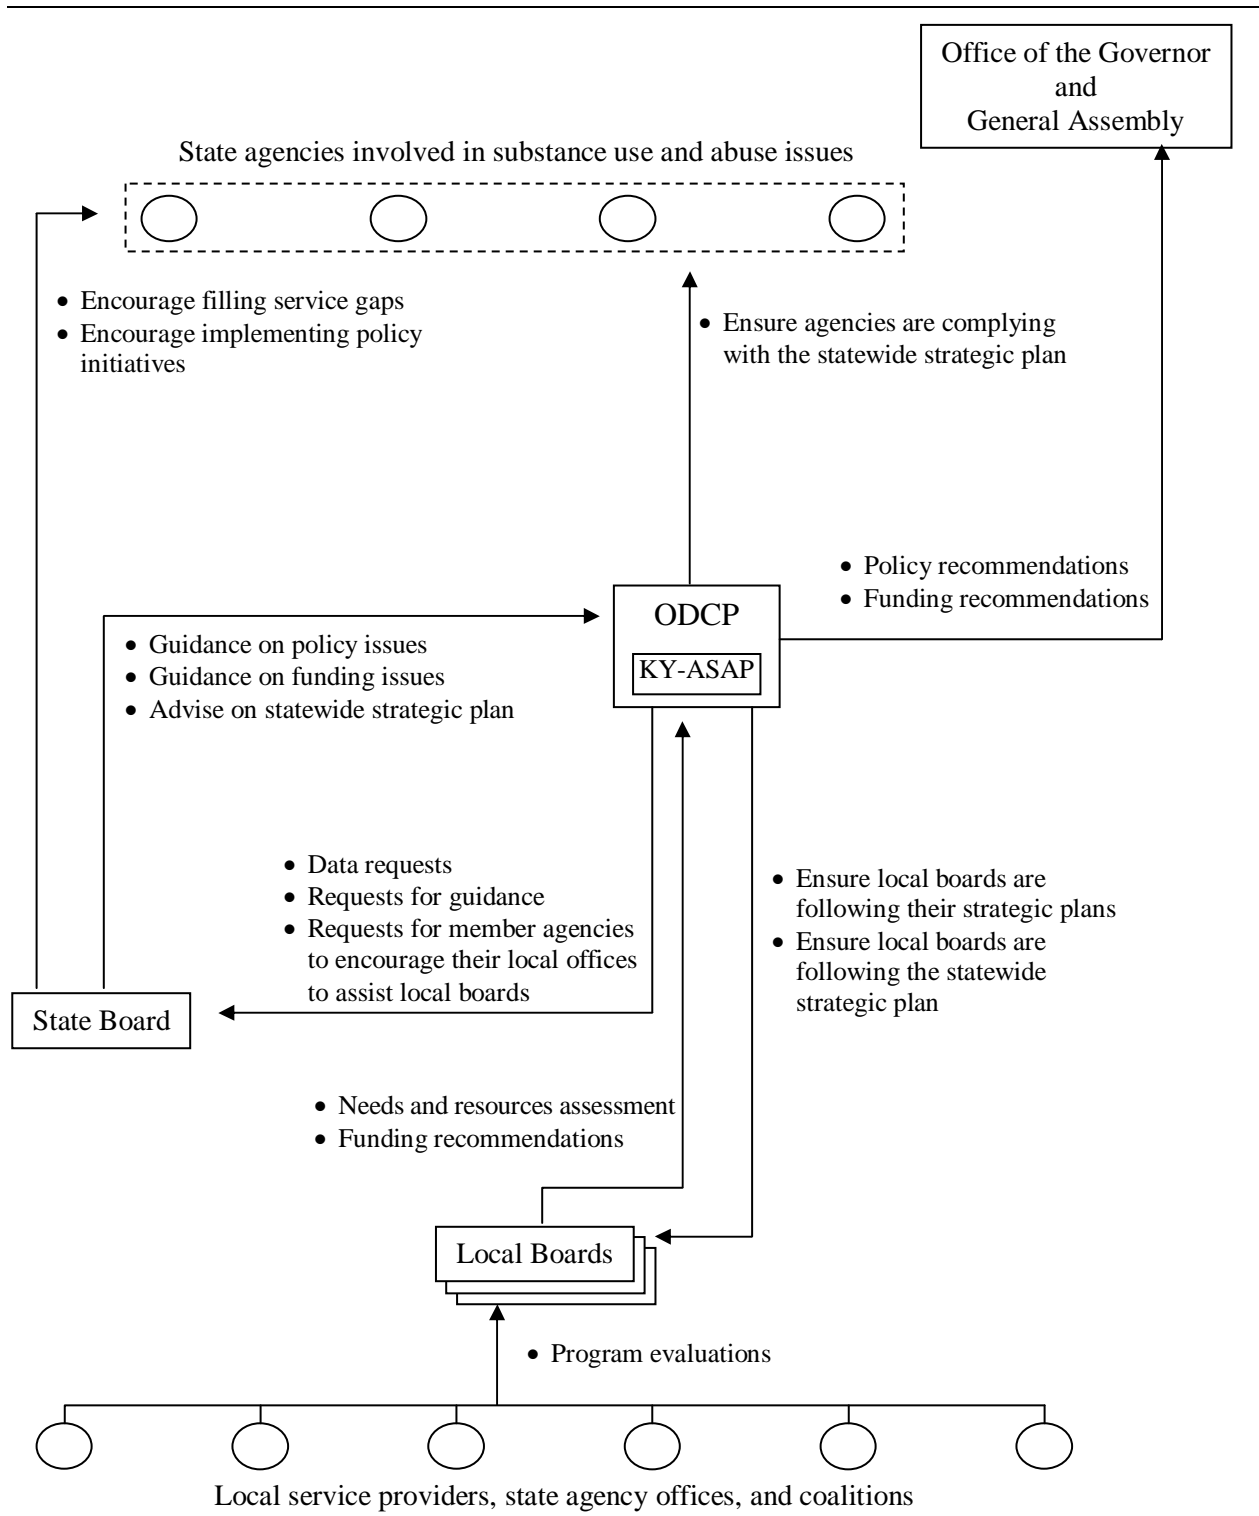 Office of the Governor
and
General Assembly
State agencies involved in substance use and abuse issues
• Encourage filling service gaps
• Encourage implementing policy
initiatives
• Ensure agencies are complying
with the statewide strategic plan
• Policy recommendations
• Funding recommendations
ODCP
KY-ASAP
• Guidance on policy issues
• Guidance on funding issues
• Advise on statewide strategic plan
• Data requests
• Requests for guidance
• Requests for member agencies
to encourage their local offices
to assist local boards
• Ensure local boards are
following their strategic plans
• Ensure local boards are
following the statewide
strategic plan
State Board
• Needs and resources assessment
• Funding recommendations
Local Boards
• Program evaluations
Local service providers, state agency offices, and coalitions